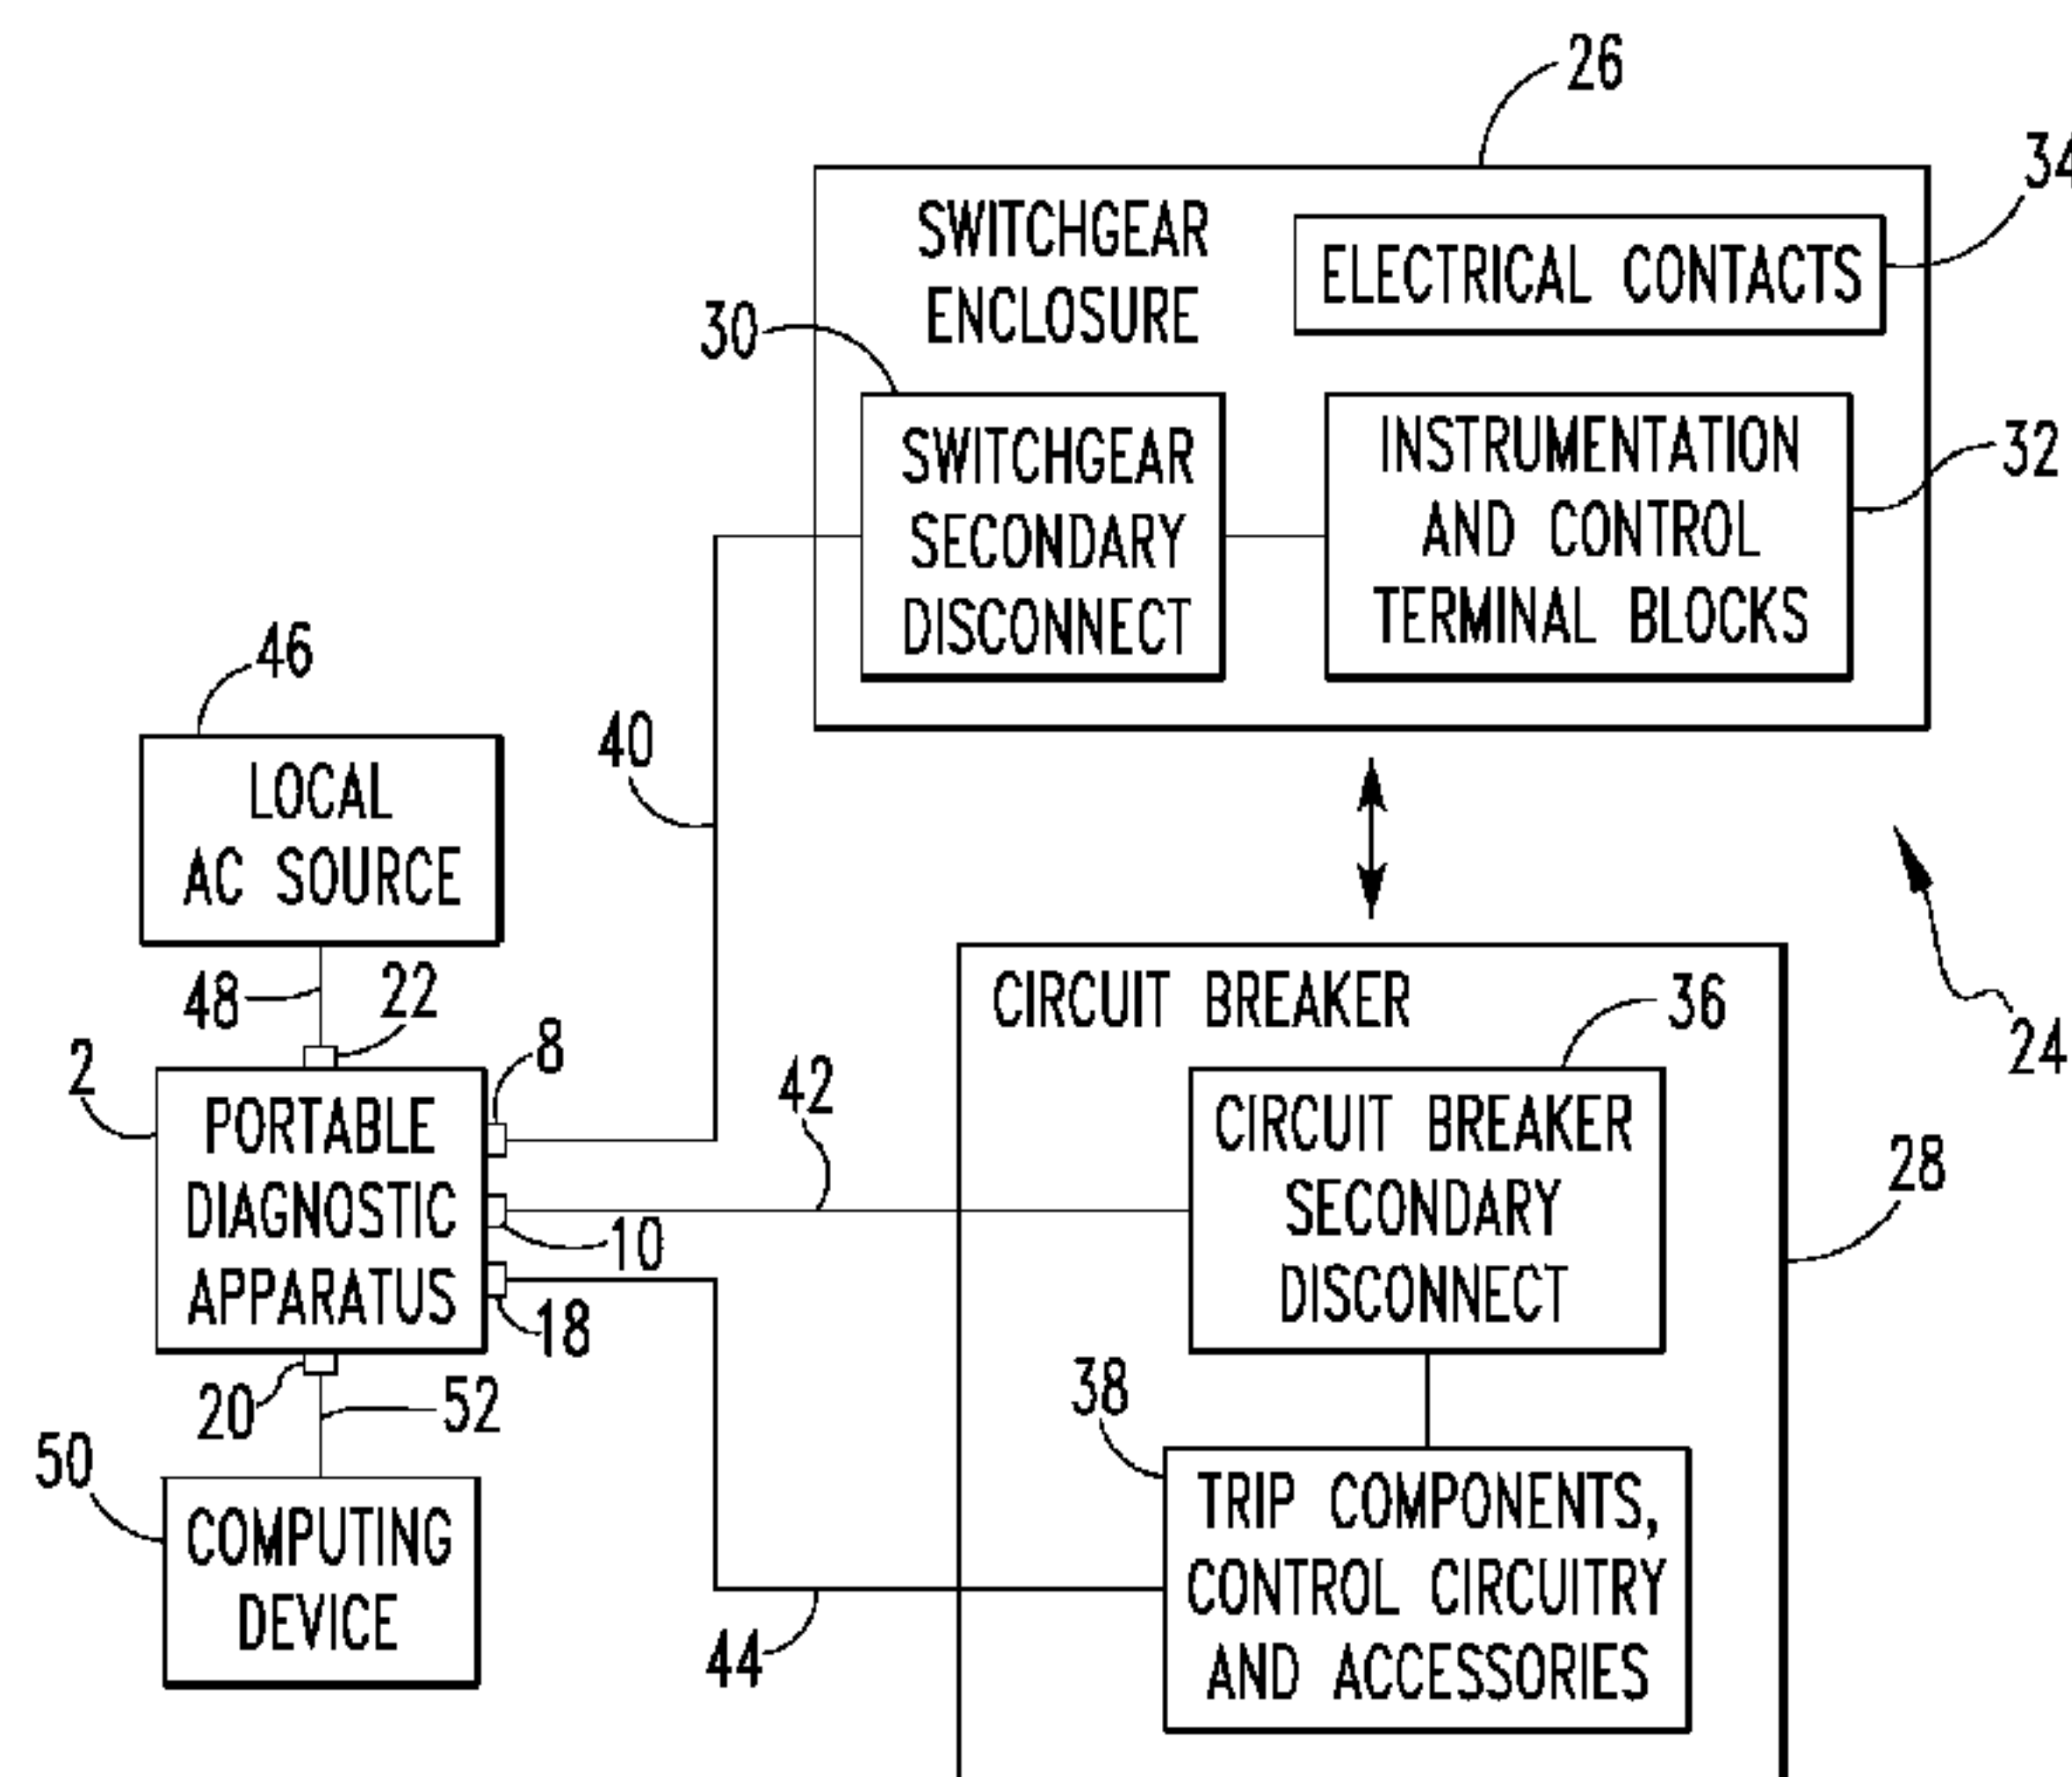 26
34
SWITCHGEAR
ENCLOSURE
ELECTRICAL CONTACTS
30
SWITCHGEAR
SECONDARY
DISCONNECT
INSTRUMENTATION
AND CONTROL
TERMINAL BLOCKS
32
46
LOCAL
AC SOURCE
40
48
22
2
8
PORTABLE
DIAGNOSTIC
APPARATUS
10
18
42
20
52
50
COMPUTING
DEVICE
44
24
CIRCUIT BREAKER
36
CIRCUIT BREAKER
SECONDARY
DISCONNECT
28
38
TRIP COMPONENTS,
CONTROL CIRCUITRY
AND ACCESSORIES